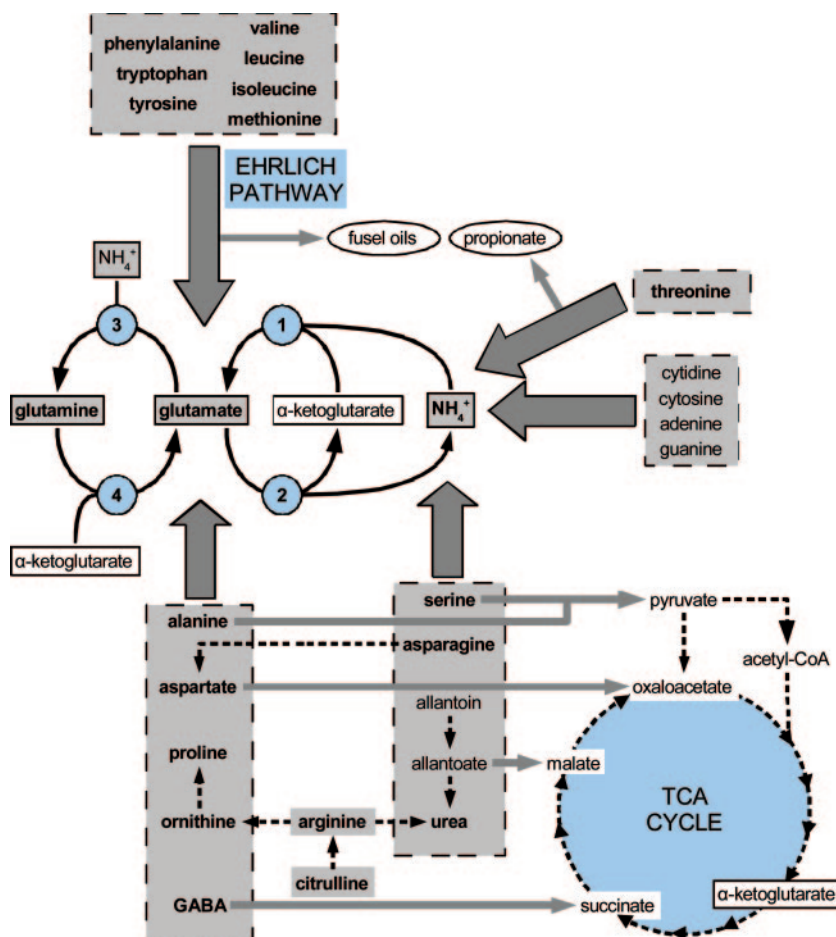 phenylalanine
tryptophan
tyrosine
valine
leucine
isoleucine
methionine
EHRLICH
PATHWAY
fusel oils
propionate
NH₄⁺
threonine
3
1
cytidine
cytosine
adenine
guanine
glutamine
glutamate
α-ketoglutarate
NH₄⁺
4
2
α-ketoglutarate
serine
pyruvate
alanine
asparagine
acetyl-CoA
aspartate
oxaloacetate
allantoin
proline
allantoate
malate
TCA
CYCLE
ornithine
arginine
urea
citrulline
α-ketoglutarate
GABA
succinate